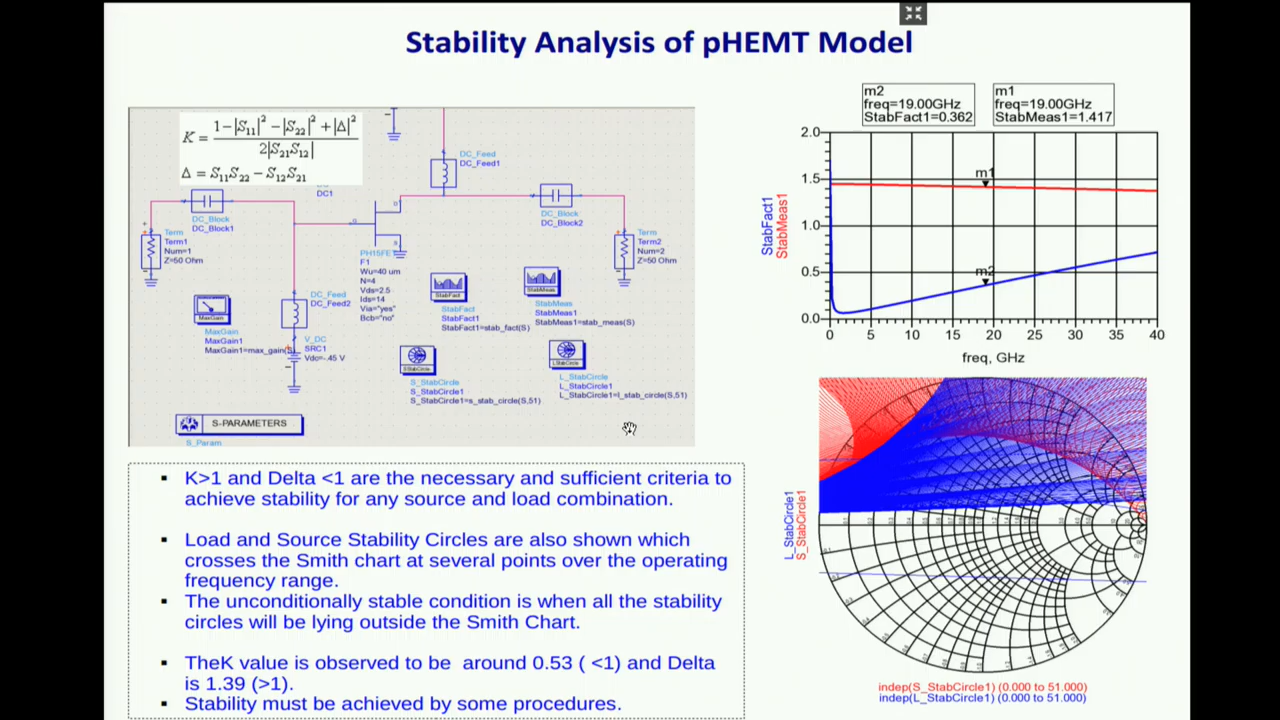 Stability Analysis of pHEMT Model
K = 1-|S11|² -|S22|² +|Δ|² / 2|S21S12|
Δ = S11S22 - S12S21
DC1
DC_Feed
DC_Feed1
DC_Block
DC_Block1
DC_Block
DC_Block2
Term
Term1
Num=1
Z=50 Ohm
Term
Term2
Num=2
Z=50 Ohm
PH15FE
F1
Wu=40 um
N=4
Vds=2.5
Ids=14
Via="yes"
Bcb="no"
DC_Feed
DC_Feed2
V_DC
SRC1
Vdc=-.45 V
MaxGain
MaxGain
MaxGain1
MaxGain1=max_gain(S)
StabFact
StabFact
StabFact1
StabFact1=stab_fact(S)
StabMeas
StabMeas
StabMeas1
StabMeas1=stab_meas(S)
S_StabCircle
S_StabCircle1
S_StabCircle1=s_stab_circle(S,51)
L_StabCircle
L_StabCircle1
L_StabCircle1=l_stab_circle(S,51)
S-PARAMETERS
S_Param
K>1 and Delta <1 are the necessary and sufficient criteria to
achieve stability for any source and load combination.
Load and Source Stability Circles are also shown which
crosses the Smith chart at several points over the operating
frequency range.
The unconditionally stable condition is when all the stability
circles will be lying outside the Smith Chart.
TheK value is observed to be around 0.53 ( <1) and Delta
is 1.39 (>1).
Stability must be achieved by some procedures.
m2
freq=19.00GHz
StabFact1=0.362
m1
freq=19.00GHz
StabMeas1=1.417
StabFact1
StabMeas1
2.0
1.5
1.0
0.5
0.0
m1
m2
0 5 10 15 20 25 30 35 40
freq, GHz
L_StabCircle1
S_StabCircle1
indep(S_StabCircle1) (0.000 to 51.000)
indep(L_StabCircle1) (0.000 to 51.000)